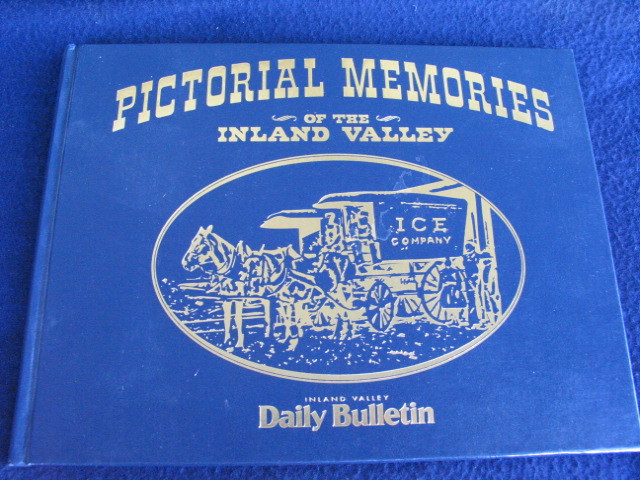 PICTORIAL MEMORIES
OF THE
INLAND VALLEY
ICE
COMPANY
INLAND VALLEY
Daily Bulletin